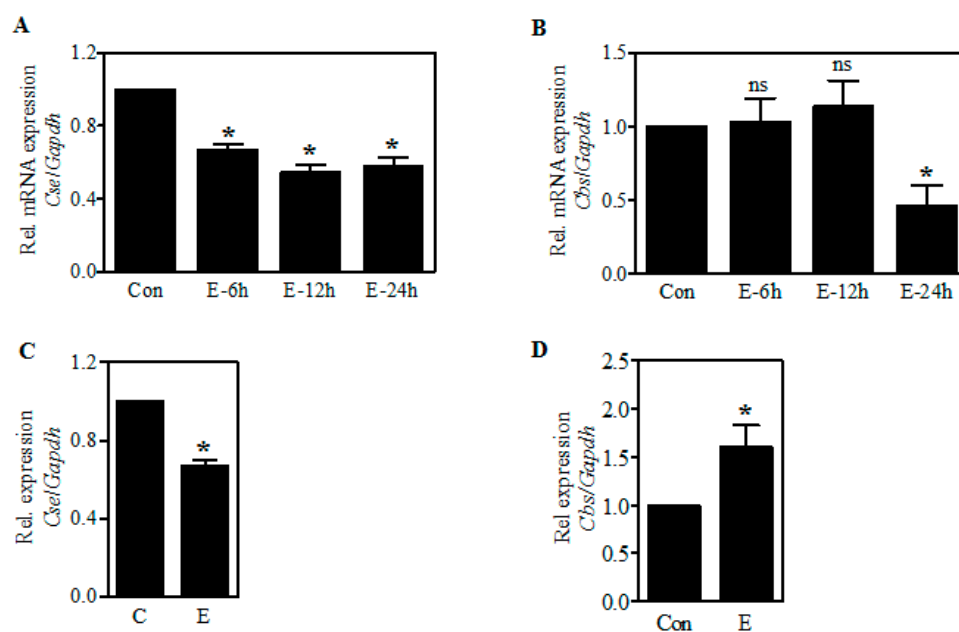 A
Rel. mRNA expression
Cse/Gapdh
1.2
0.8
0.4
0.0
*
*
*
Con E-6h E-12h E-24h
B
Rel. mRNA expression
Cbs/Gapdh
1.5
1.0
0.5
0.0
ns
ns
*
Con E-6h E-12h E-24h
C
Rel. expression
Cse/Gapdh
1.2
0.8
0.4
0.0
*
C E
D
Rel expression
Cbs/Gapdh
2.5
2.0
1.5
1.0
0.5
0.0
*
Con E